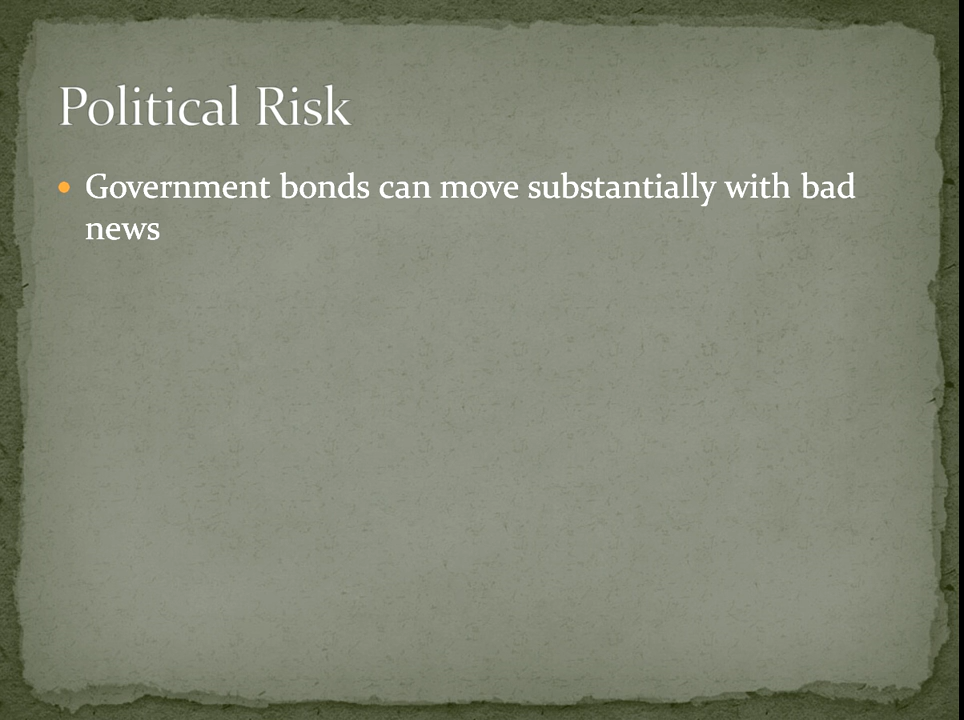 Political Risk
Government bonds can move substantially with bad
news